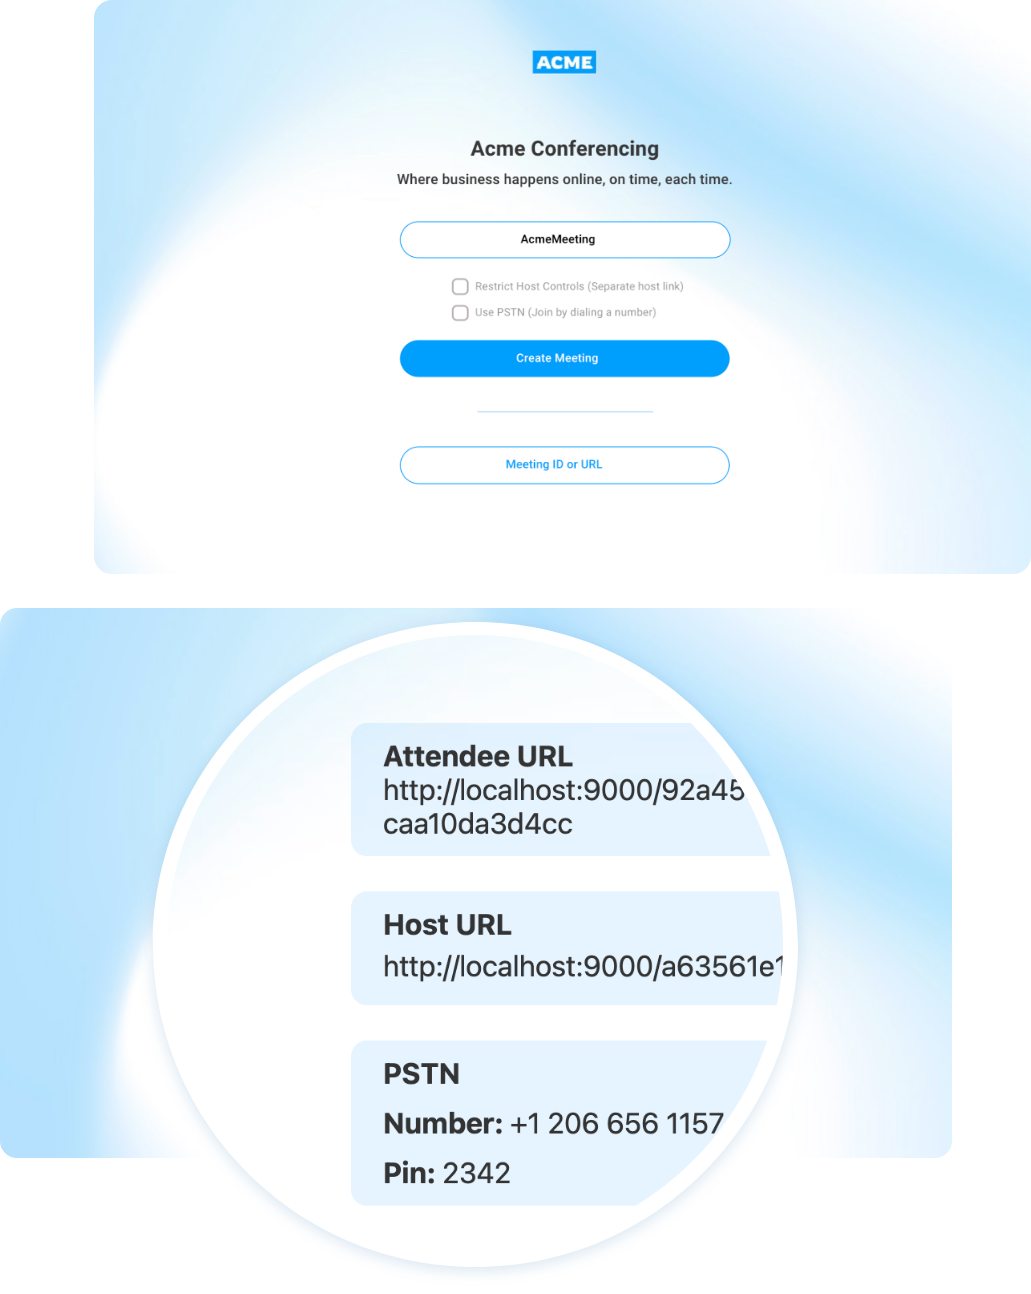 ACME
Acme Conferencing
Where business happens online, on time, each time.
AcmeMeeting
Restrict Host Controls (Separate host link)
Use PSTN (Join by dialing a number)
Create Meeting
Meeting ID or URL
Attendee URL
http://localhost:9000/92a45
caa10da3d4cc
Host URL
http://localhost:9000/a63561e1
PSTN
Number: +1 206 656 1157
Pin: 2342